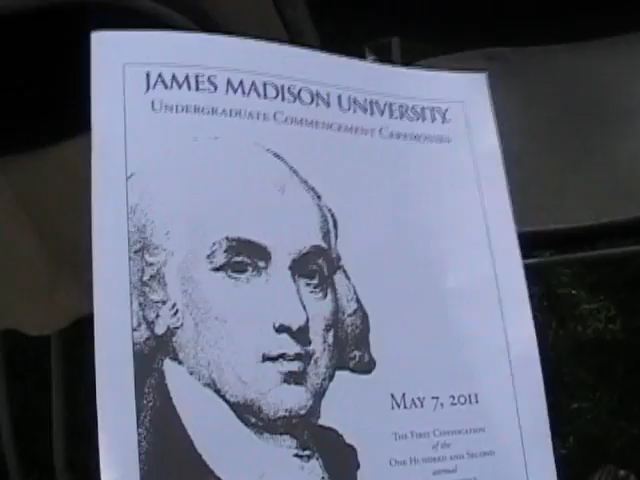 JAMES MADISON UNIVERSITY
UNDERGRADUATE COMMENCEMENT CEREMONIES
MAY 7, 2011
THE FIRST CONVOCATION
of the
ONE HUNDRED AND SECOND
annual